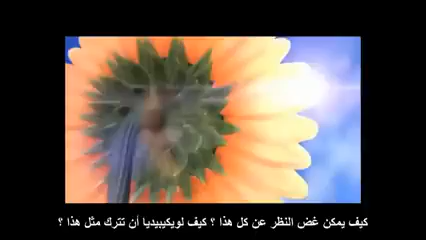 كيف يمكن غض النظر عن كل هذا ؟ كيف لويكيبيديا أن تترك مثل هذا ؟